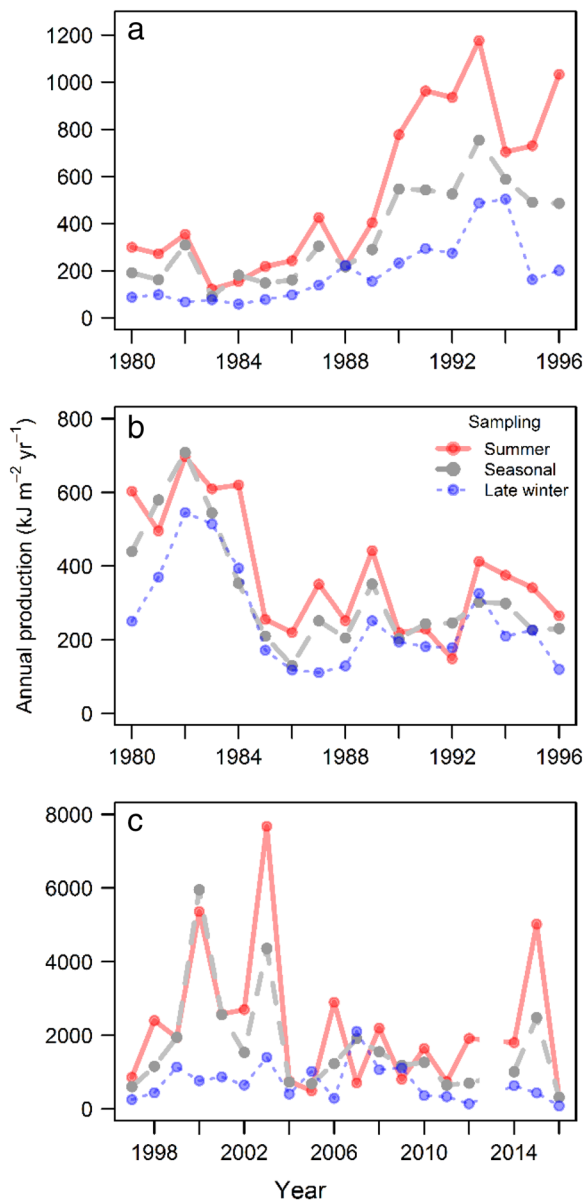 a
1200
1000
800
600
400
200
0
1980 1984 1988 1992 1996
b
800
600
400
200
0
Sampling
Summer
Seasonal
Late winter
1980 1984 1988 1992 1996
Annual production (kJ m−2 yr−1)
c
8000
6000
4000
2000
0
1998 2002 2006 2010 2014
Year